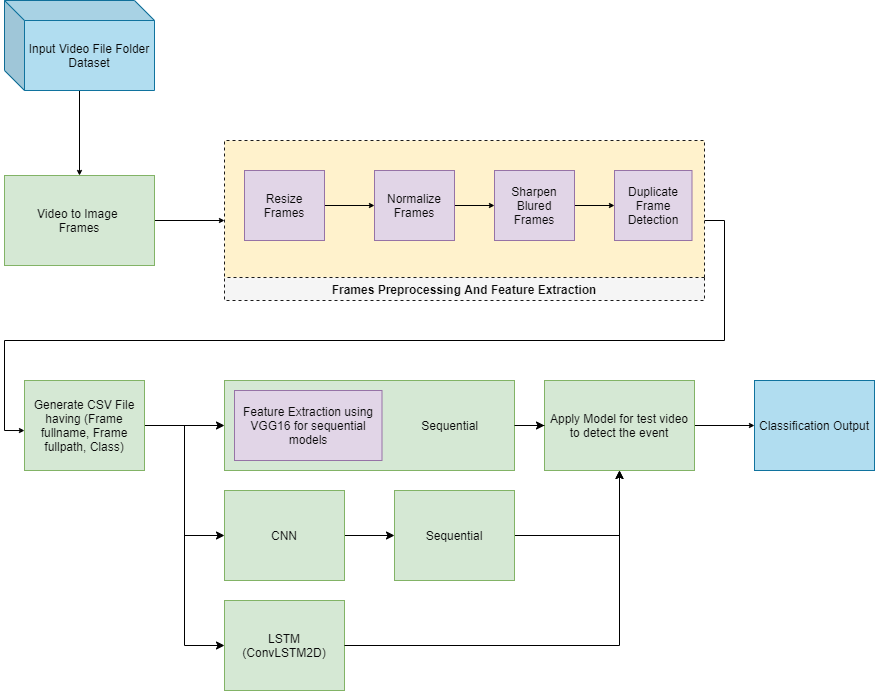 Input Video File Folder
Dataset
Video to Image
Frames
Resize
Frames
Normalize
Frames
Sharpen
Blured
Frames
Duplicate
Frame
Detection
Frames Preprocessing And Feature Extraction
Generate CSV File
having (Frame
fullname, Frame
fullpath, Class)
Feature Extraction using
VGG16 for sequential
models
Sequential
Apply Model for test video
to detect the event
Classification Output
CNN
Sequential
LSTM
(ConvLSTM2D)